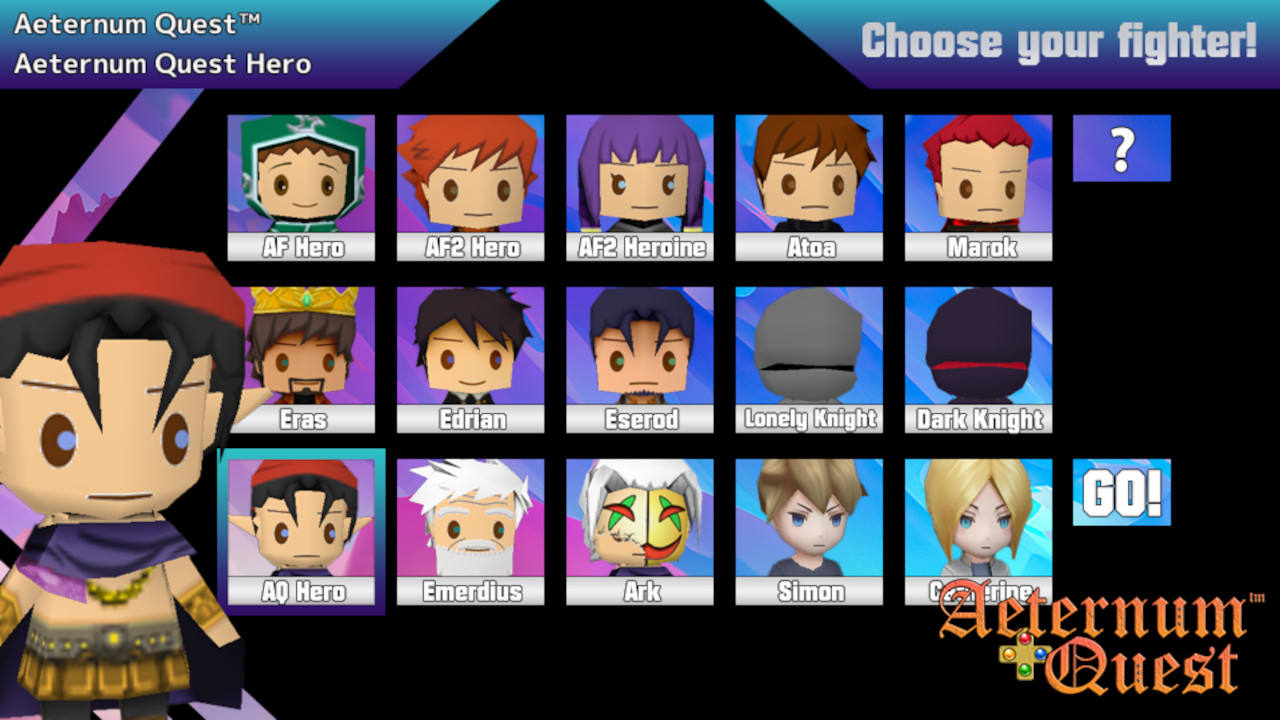 Aeternum Quest™
Aeternum Quest Hero
Choose your fighter!
AF Hero
AF2 Hero
AF2 Heroine
Atoa
Marok
?
Eras
Edrian
Eserod
Lonely Knight
Dark Knight
AQ Hero
Emerdius
Ark
Simon
GO!
Aeternum™
Quest